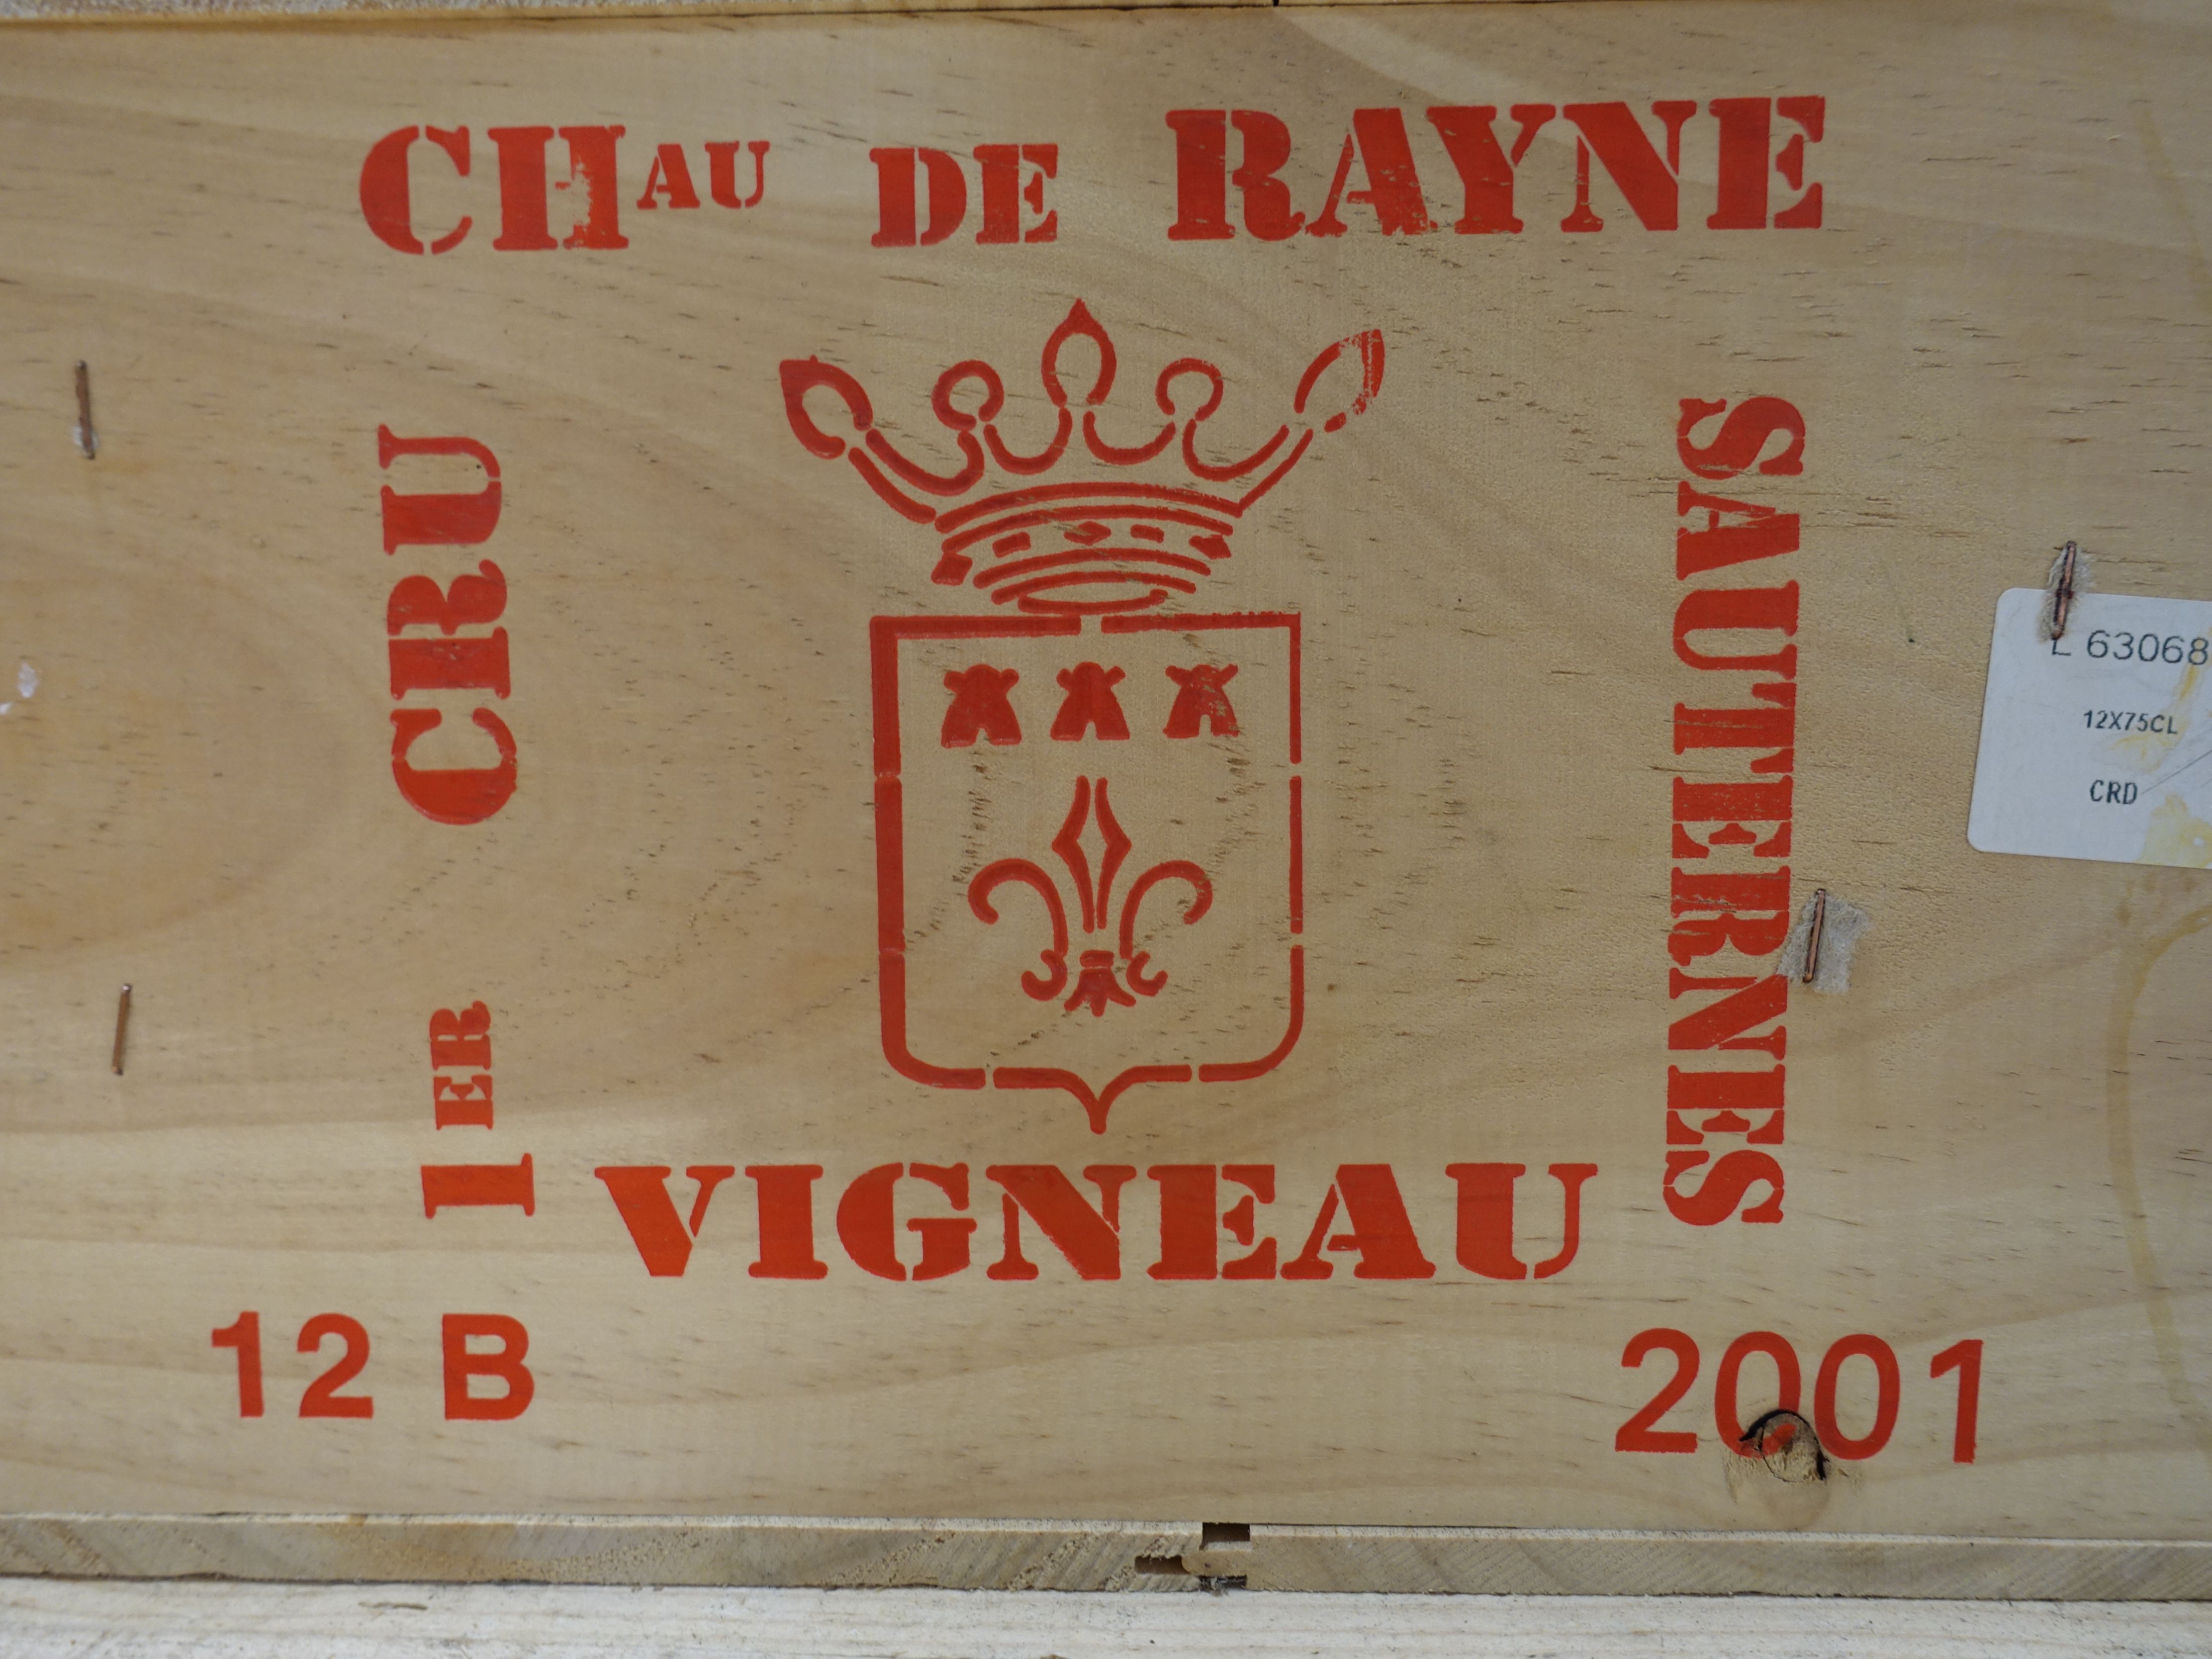 CHAU DE RAYNE
1ER CRU
SAUTERNES
VIGNEAU
12 B
2001
L 63068
12X75CL
CRD